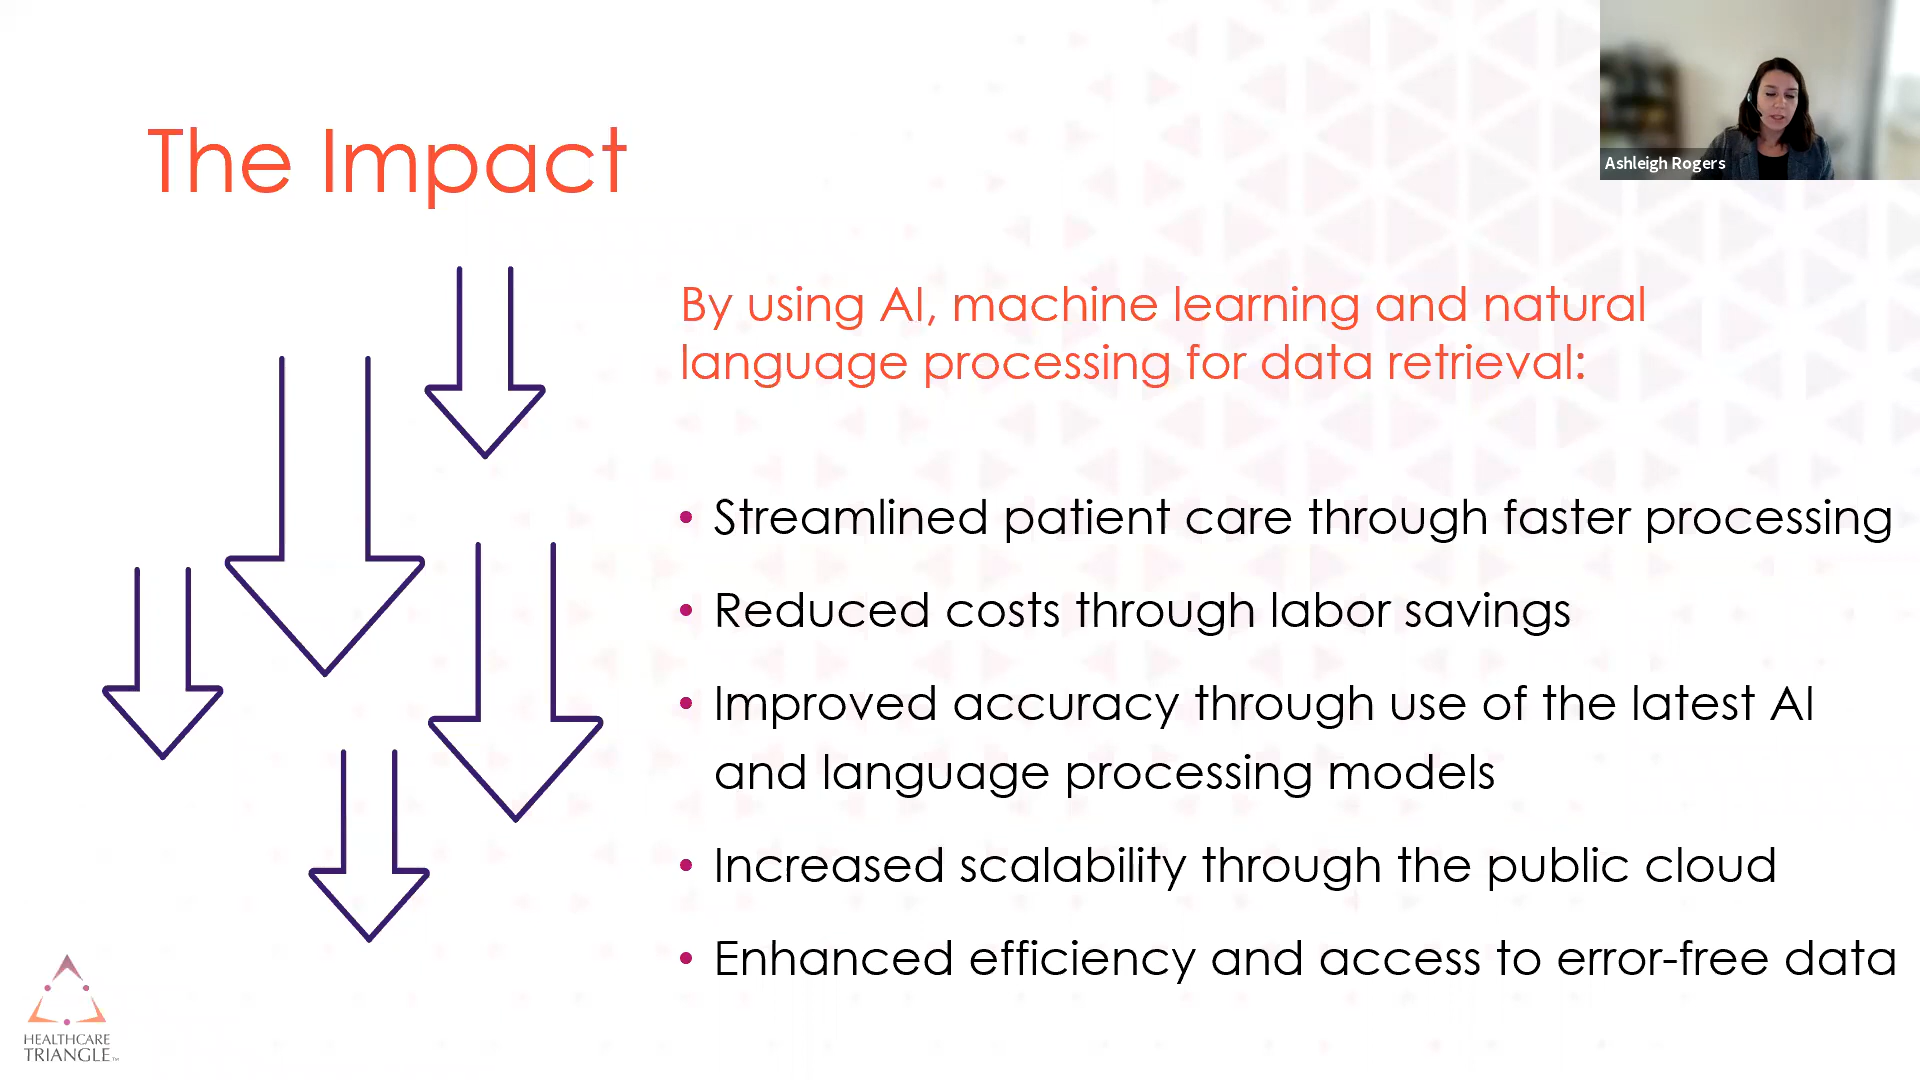 The Impact
Ashleigh Rogers
By using AI, machine learning and natural
language processing for data retrieval:
• Streamlined patient care through faster processing
• Reduced costs through labor savings
• Improved accuracy through use of the latest AI
and language processing models
• Increased scalability through the public cloud
• Enhanced efficiency and access to error-free data
HEALTHCARE
TRIANGLE™